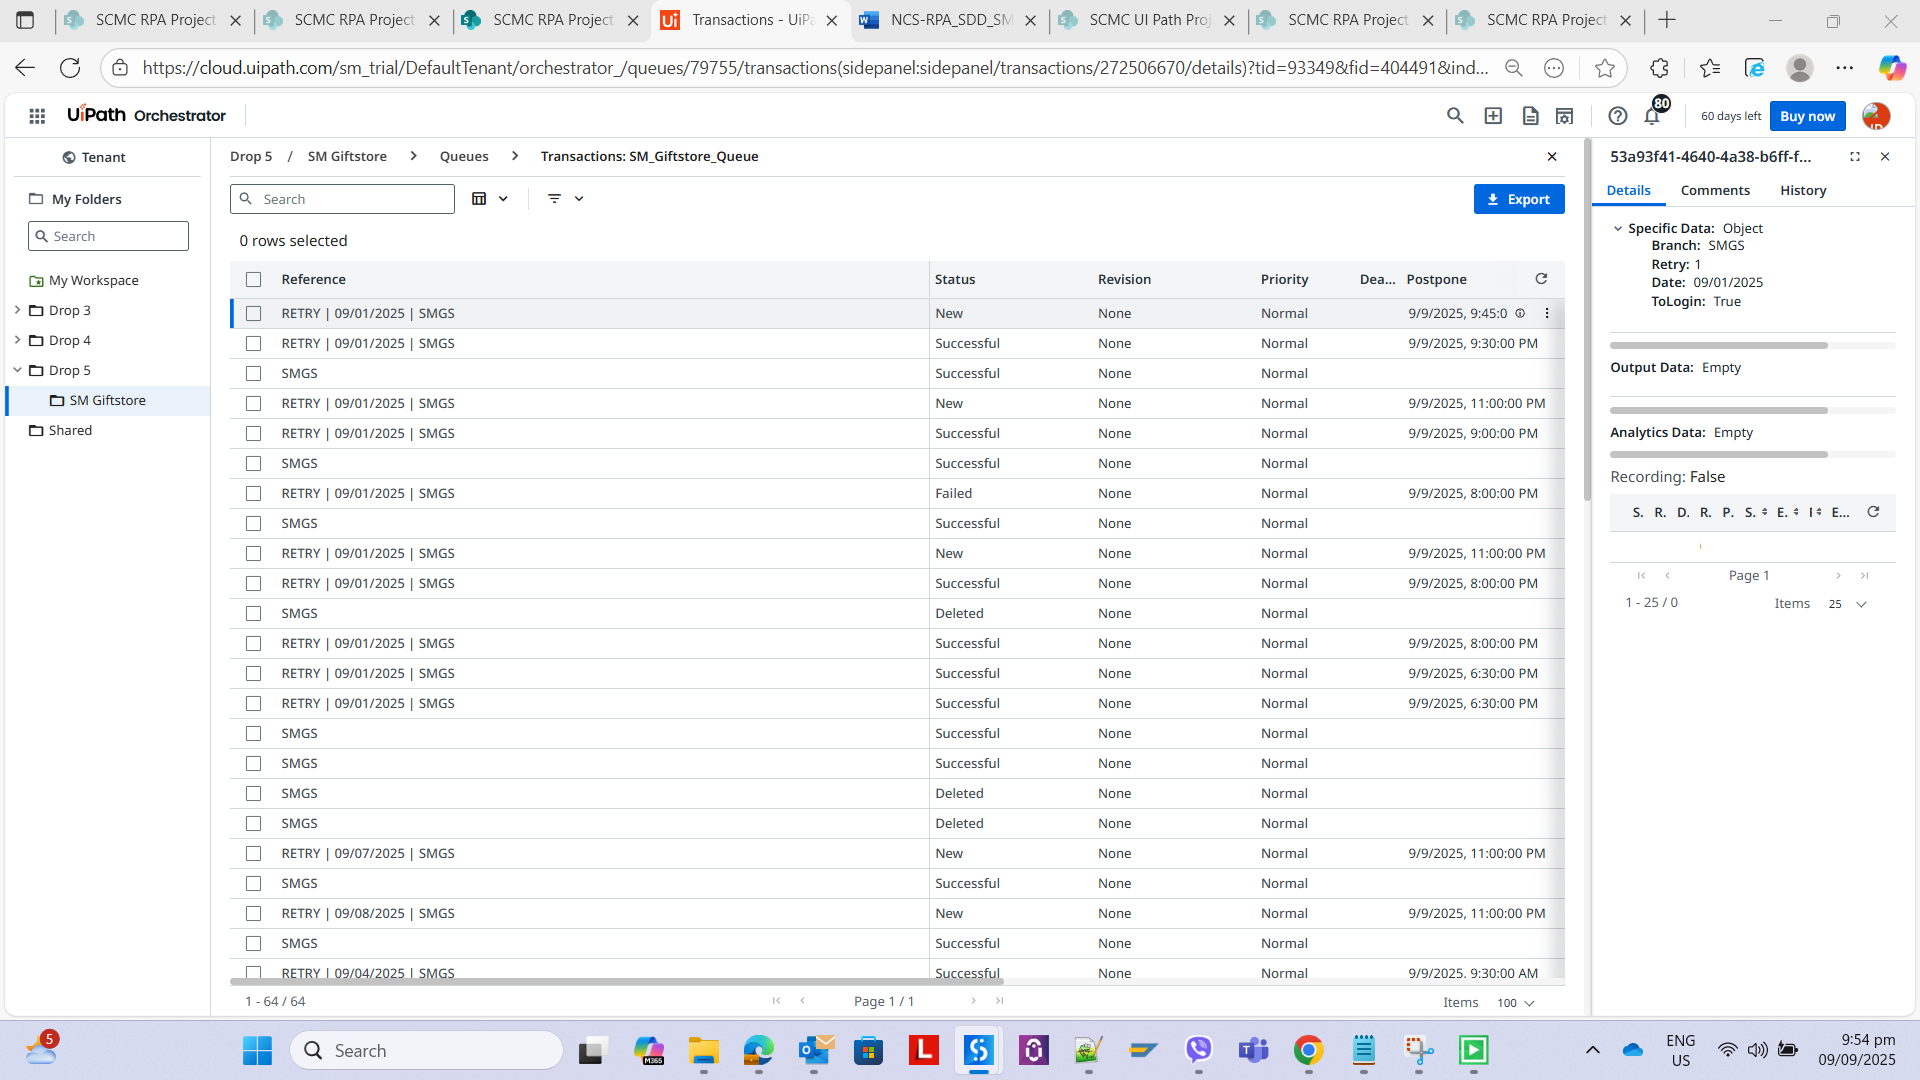 SCMC RPA Project
SCMC RPA Project
SCMC RPA Project
Transactions - UiPa
NCS-RPA_SDD_SM
SCMC UI Path Proj
SCMC RPA Project
SCMC RPA Project
https://cloud.uipath.com/sm_trial/DefaultTenant/orchestrator_/queues/79755/transactions(sidepanel:sidepanel/transactions/272506670/details)?tid=93349&fid=404491&ind...
UiPath Orchestrator
80
60 days left
Buy now
Tenant
My Folders
Search
My Workspace
Drop 3
Drop 4
Drop 5
SM Giftstore
Shared
Drop 5 / SM Giftstore > Queues > Transactions: SM_Giftstore_Queue
Search
Export
0 rows selected
Reference Status Revision Priority Dea... Postpone
RETRY | 09/01/2025 | SMGS New None Normal 9/9/2025, 9:45:0
RETRY | 09/01/2025 | SMGS Successful None Normal 9/9/2025, 9:30:00 PM
SMGS Successful None Normal
RETRY | 09/01/2025 | SMGS New None Normal 9/9/2025, 11:00:00 PM
RETRY | 09/01/2025 | SMGS Successful None Normal 9/9/2025, 9:00:00 PM
SMGS Successful None Normal
RETRY | 09/01/2025 | SMGS Failed None Normal 9/9/2025, 8:00:00 PM
SMGS Successful None Normal
RETRY | 09/01/2025 | SMGS New None Normal 9/9/2025, 11:00:00 PM
RETRY | 09/01/2025 | SMGS Successful None Normal 9/9/2025, 8:00:00 PM
SMGS Deleted None Normal
RETRY | 09/01/2025 | SMGS Successful None Normal 9/9/2025, 8:00:00 PM
RETRY | 09/01/2025 | SMGS Successful None Normal 9/9/2025, 6:30:00 PM
RETRY | 09/01/2025 | SMGS Successful None Normal 9/9/2025, 6:30:00 PM
SMGS Successful None Normal
SMGS Successful None Normal
SMGS Deleted None Normal
SMGS Deleted None Normal
RETRY | 09/07/2025 | SMGS New None Normal 9/9/2025, 11:00:00 PM
SMGS Successful None Normal
RETRY | 09/08/2025 | SMGS New None Normal 9/9/2025, 11:00:00 PM
SMGS Successful None Normal
RETRY | 09/04/2025 | SMGS Successful None Normal 9/9/2025, 9:30:00 AM
1 - 64 / 64
Page 1 / 1
Items 100
53a93f41-4640-4a38-b6ff-f...
Details Comments History
Specific Data: Object
Branch: SMGS
Retry: 1
Date: 09/01/2025
ToLogin: True
Output Data: Empty
Analytics Data: Empty
Recording: False
S. R. D. R. P. S. E. I E...
Page 1
1 - 25 / 0
Items 25
5
Search
M365
ENG
US
9:54 pm
09/09/2025